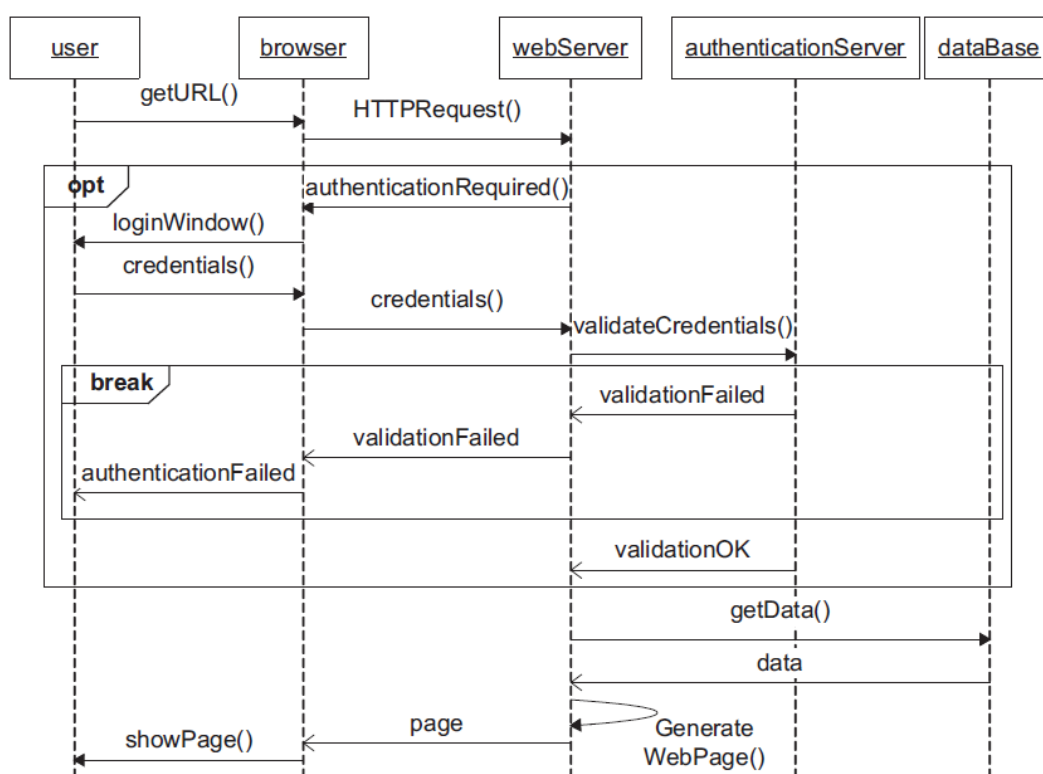 user
browser
webServer
authenticationServer
dataBase
getURL()
HTTPRequest()
opt
authenticationRequired()
loginWindow()
credentials()
credentials()
validateCredentials()
break
validationFailed
validationFailed
authenticationFailed
validationOK
getData()
data
page
Generate
WebPage()
showPage()